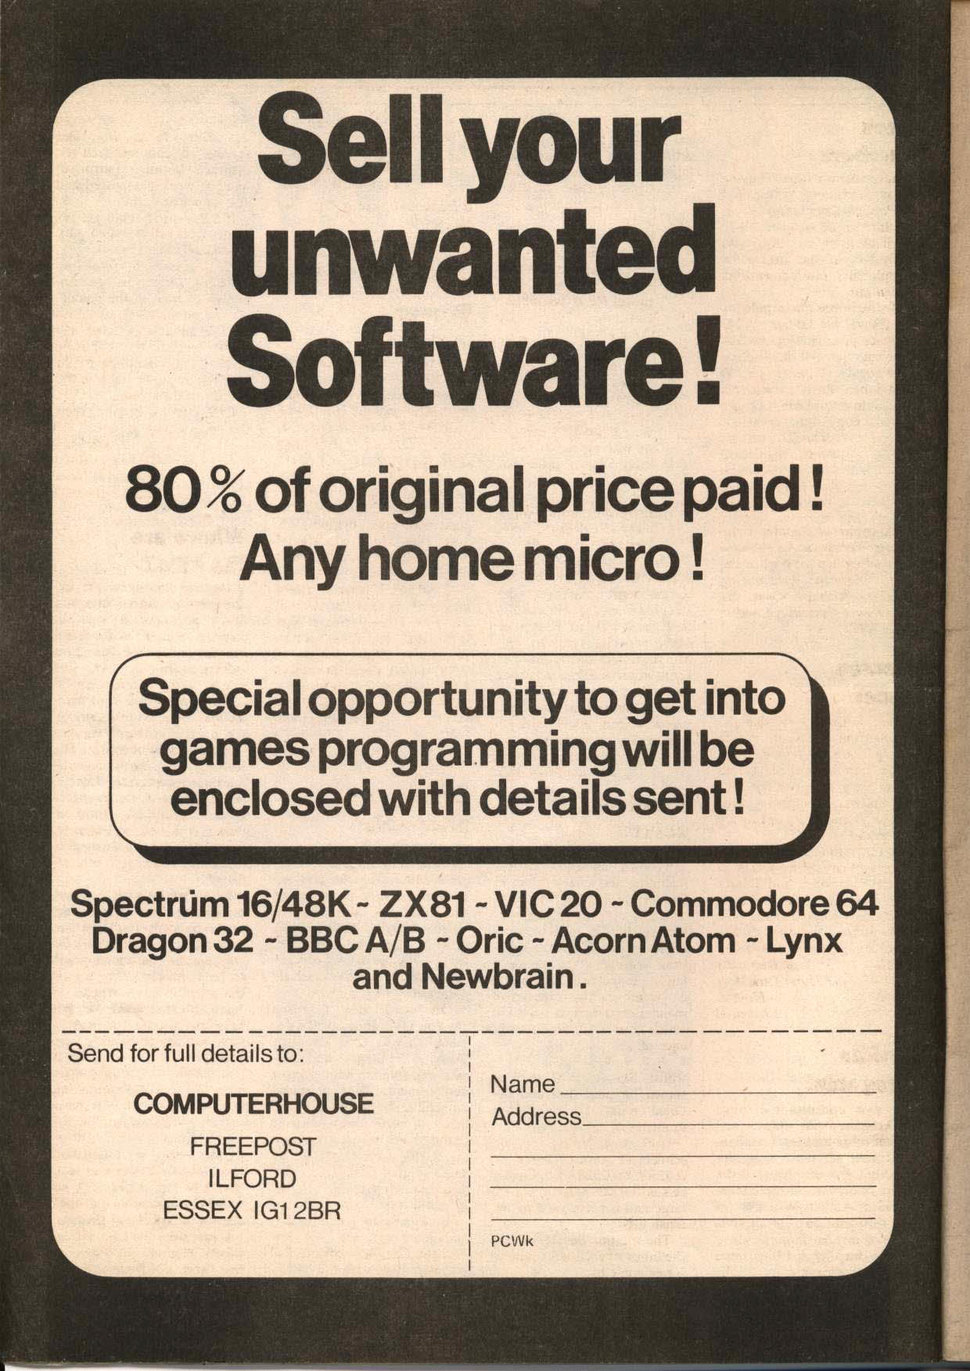 Sell your
unwanted
Software!
80% of original price paid!
Any home micro!
Special opportunity to get into
games programming will be
enclosed with details sent!
Spectrum 16/48K ~ ZX81 ~ VIC 20 ~ Commodore 64
Dragon 32 ~ BBC A/B ~ Oric ~ Acorn Atom ~ Lynx
and Newbrain.
Send for full details to:
COMPUTERHOUSE
FREEPOST
ILFORD
ESSEX IG1 2BR
Name
Address
PCWk